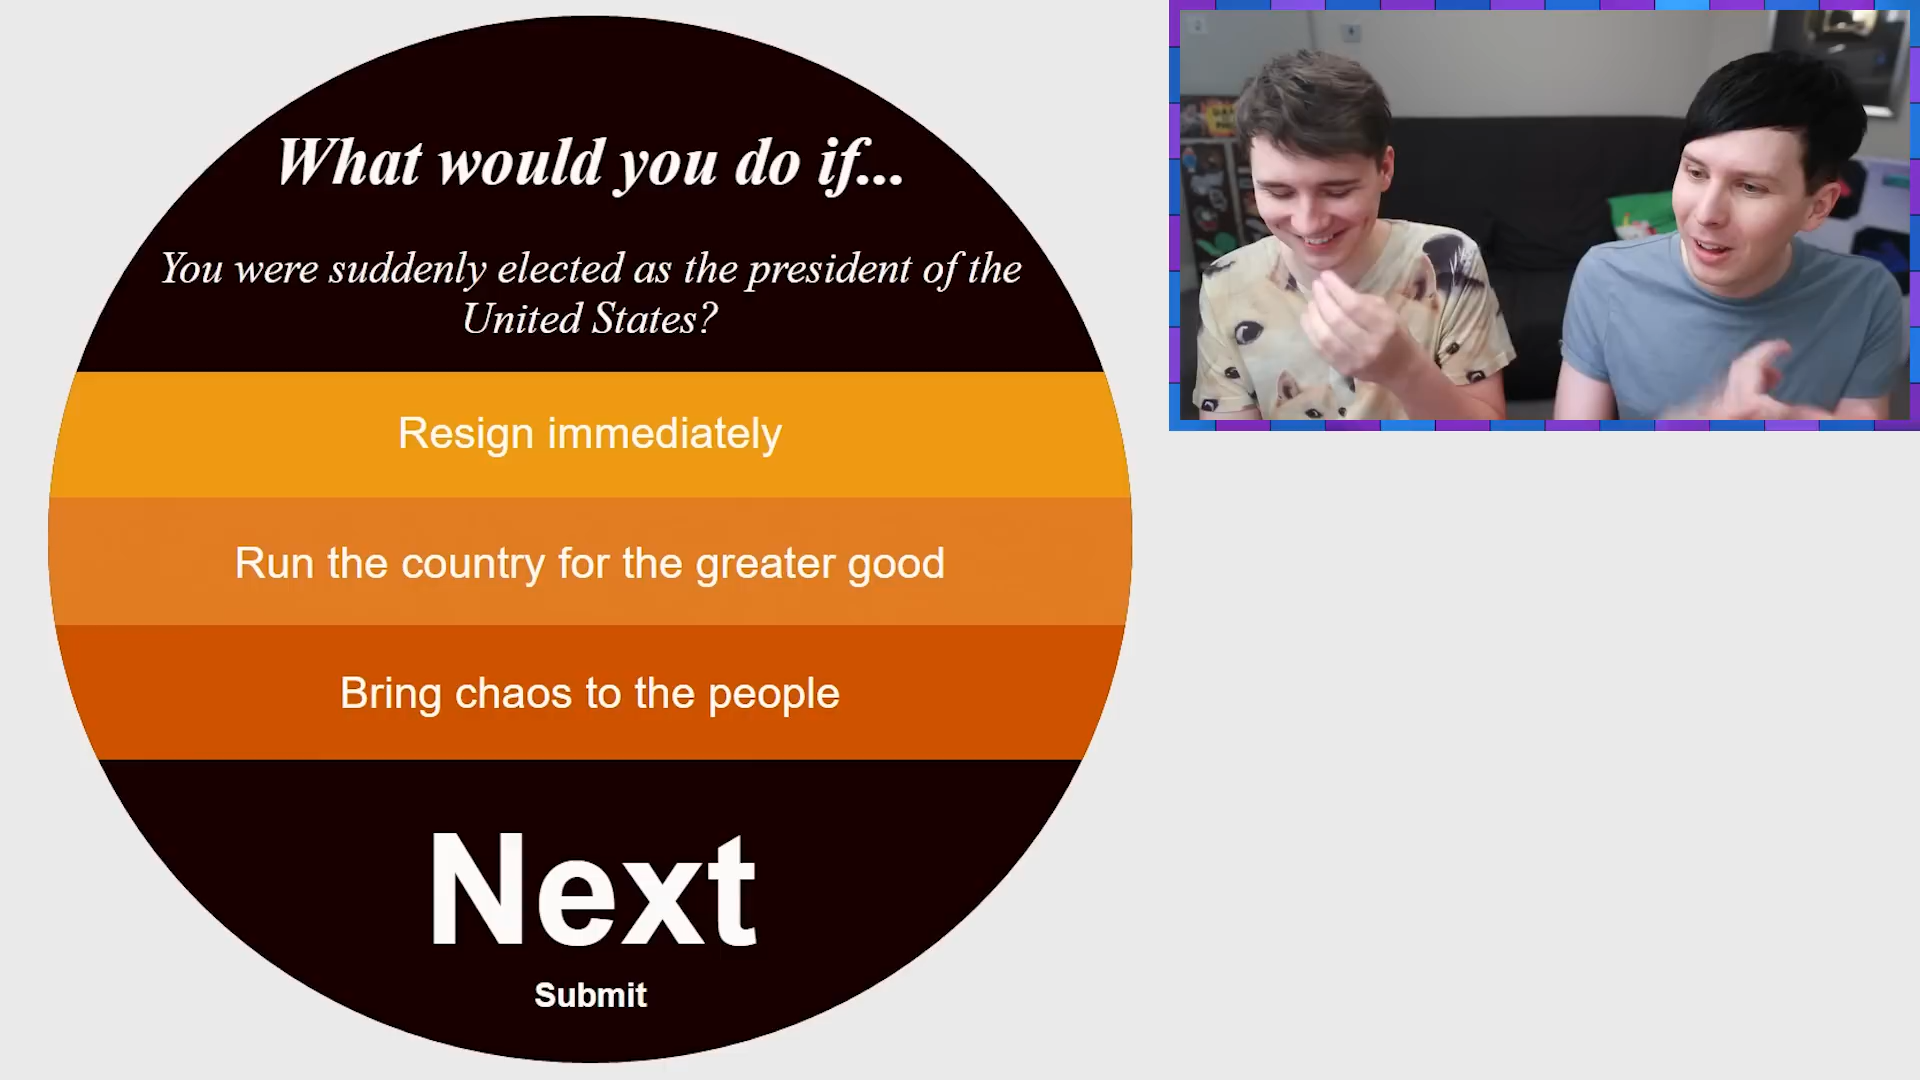 What would you do if...
You were suddenly elected as the president of the
United States?
Resign immediately
Run the country for the greater good
Bring chaos to the people
Next
Submit